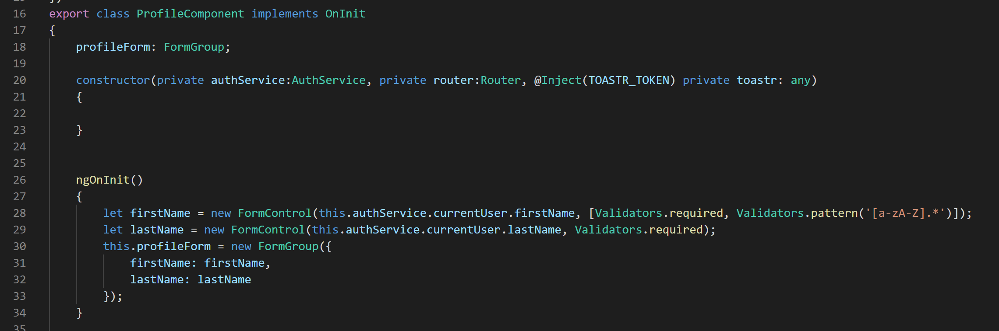 16 export class ProfileComponent implements OnInit
17 {
18 profileForm: FormGroup;
19
20 constructor(private authService:AuthService, private router:Router, @Inject(TOASTR_TOKEN) private toastr: any)
21 {
22
23 }
24
25
26 ngOnInit()
27 {
28 let firstName = new FormControl(this.authService.currentUser.firstName, [Validators.required, Validators.pattern('[a-zA-Z].*')]);
29 let lastName = new FormControl(this.authService.currentUser.lastName, Validators.required);
30 this.profileForm = new FormGroup({
31 firstName: firstName,
32 lastName: lastName
33 });
34 }
35